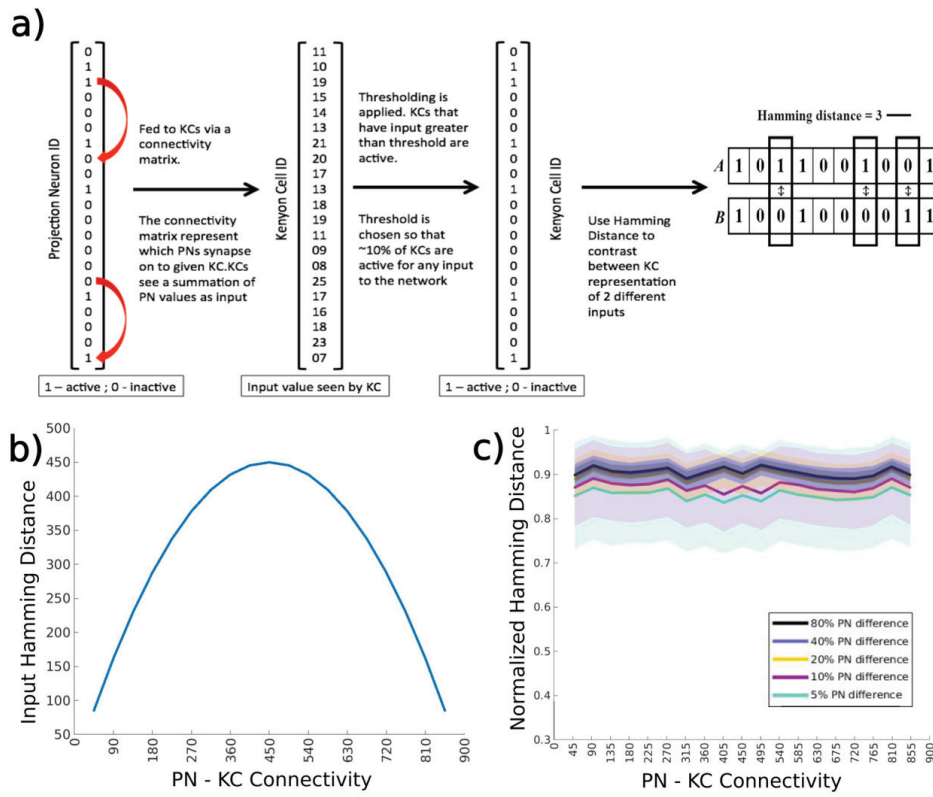 a)
Projection Neuron ID
0
1
1
0
0
0
1
0
0
1
0
0
0
0
0
0
1
0
0
0
1
1 – active ; 0 - inactive
Fed to KCs via a
connectivity
matrix.
The connectivity
matrix represent
which PNs synapse
on to given KC.KCs
see a summation of
PN values as input
Kenyon Cell ID
11
10
19
15
14
13
21
20
17
13
18
19
11
09
08
25
17
16
18
23
07
Input value seen by KC
Thresholding is
applied. KCs that
have input greater
than threshold are
active.
Threshold is
chosen so that
~10% of KCs are
active for any input
to the network
0
1
1
0
0
0
1
0
0
1
0
0
0
0
0
0
1
0
0
0
1
Kenyon Cell ID
1 – active ; 0 - inactive
Use Hamming
Distance to
contrast
between KC
representation
of 2 different
inputs
Hamming distance = 3
A 1 0 1 1 0 0 1 0 0 1
B 1 0 0 1 0 0 0 0 1 1
b)
Input Hamming Distance
500
450
400
350
300
250
200
150
100
50
0 90 180 270 360 450 540 630 720 810 900
PN - KC Connectivity
c)
Normalized Hamming Distance
1
0.9
0.8
0.7
0.6
0.5
0.4
0.3
80% PN difference
40% PN difference
20% PN difference
10% PN difference
5% PN difference
0 45 90 135 180 225 270 315 360 405 450 495 540 585 630 675 720 765 810 855 900
PN - KC Connectivity